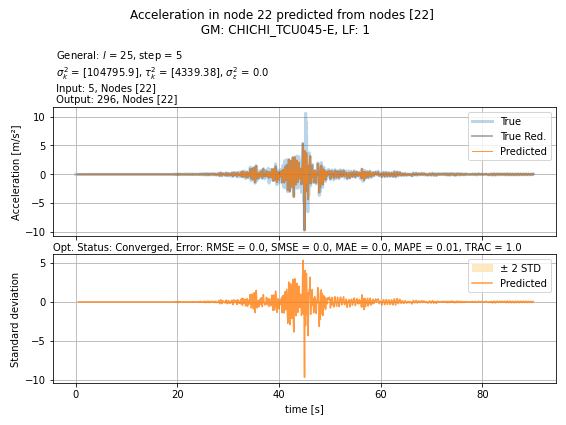 Acceleration in node 22 predicted from nodes [22]
GM: CHICHI_TCU045-E, LF: 1
General: l = 25, step = 5
σ²ₖ = [104795.9], τ²ₖ = [4339.38], σ²ₑ = 0.0
Input: 5, Nodes [22]
Output: 296, Nodes [22]
Acceleration [m/s²]
10
5
0
−5
−10
True
True Red.
Predicted
Opt. Status: Converged, Error: RMSE = 0.0, SMSE = 0.0, MAE = 0.0, MAPE = 0.01, TRAC = 1.0
Standard deviation
5
0
−5
−10
± 2 STD
Predicted
0 20 40 60 80
time [s]